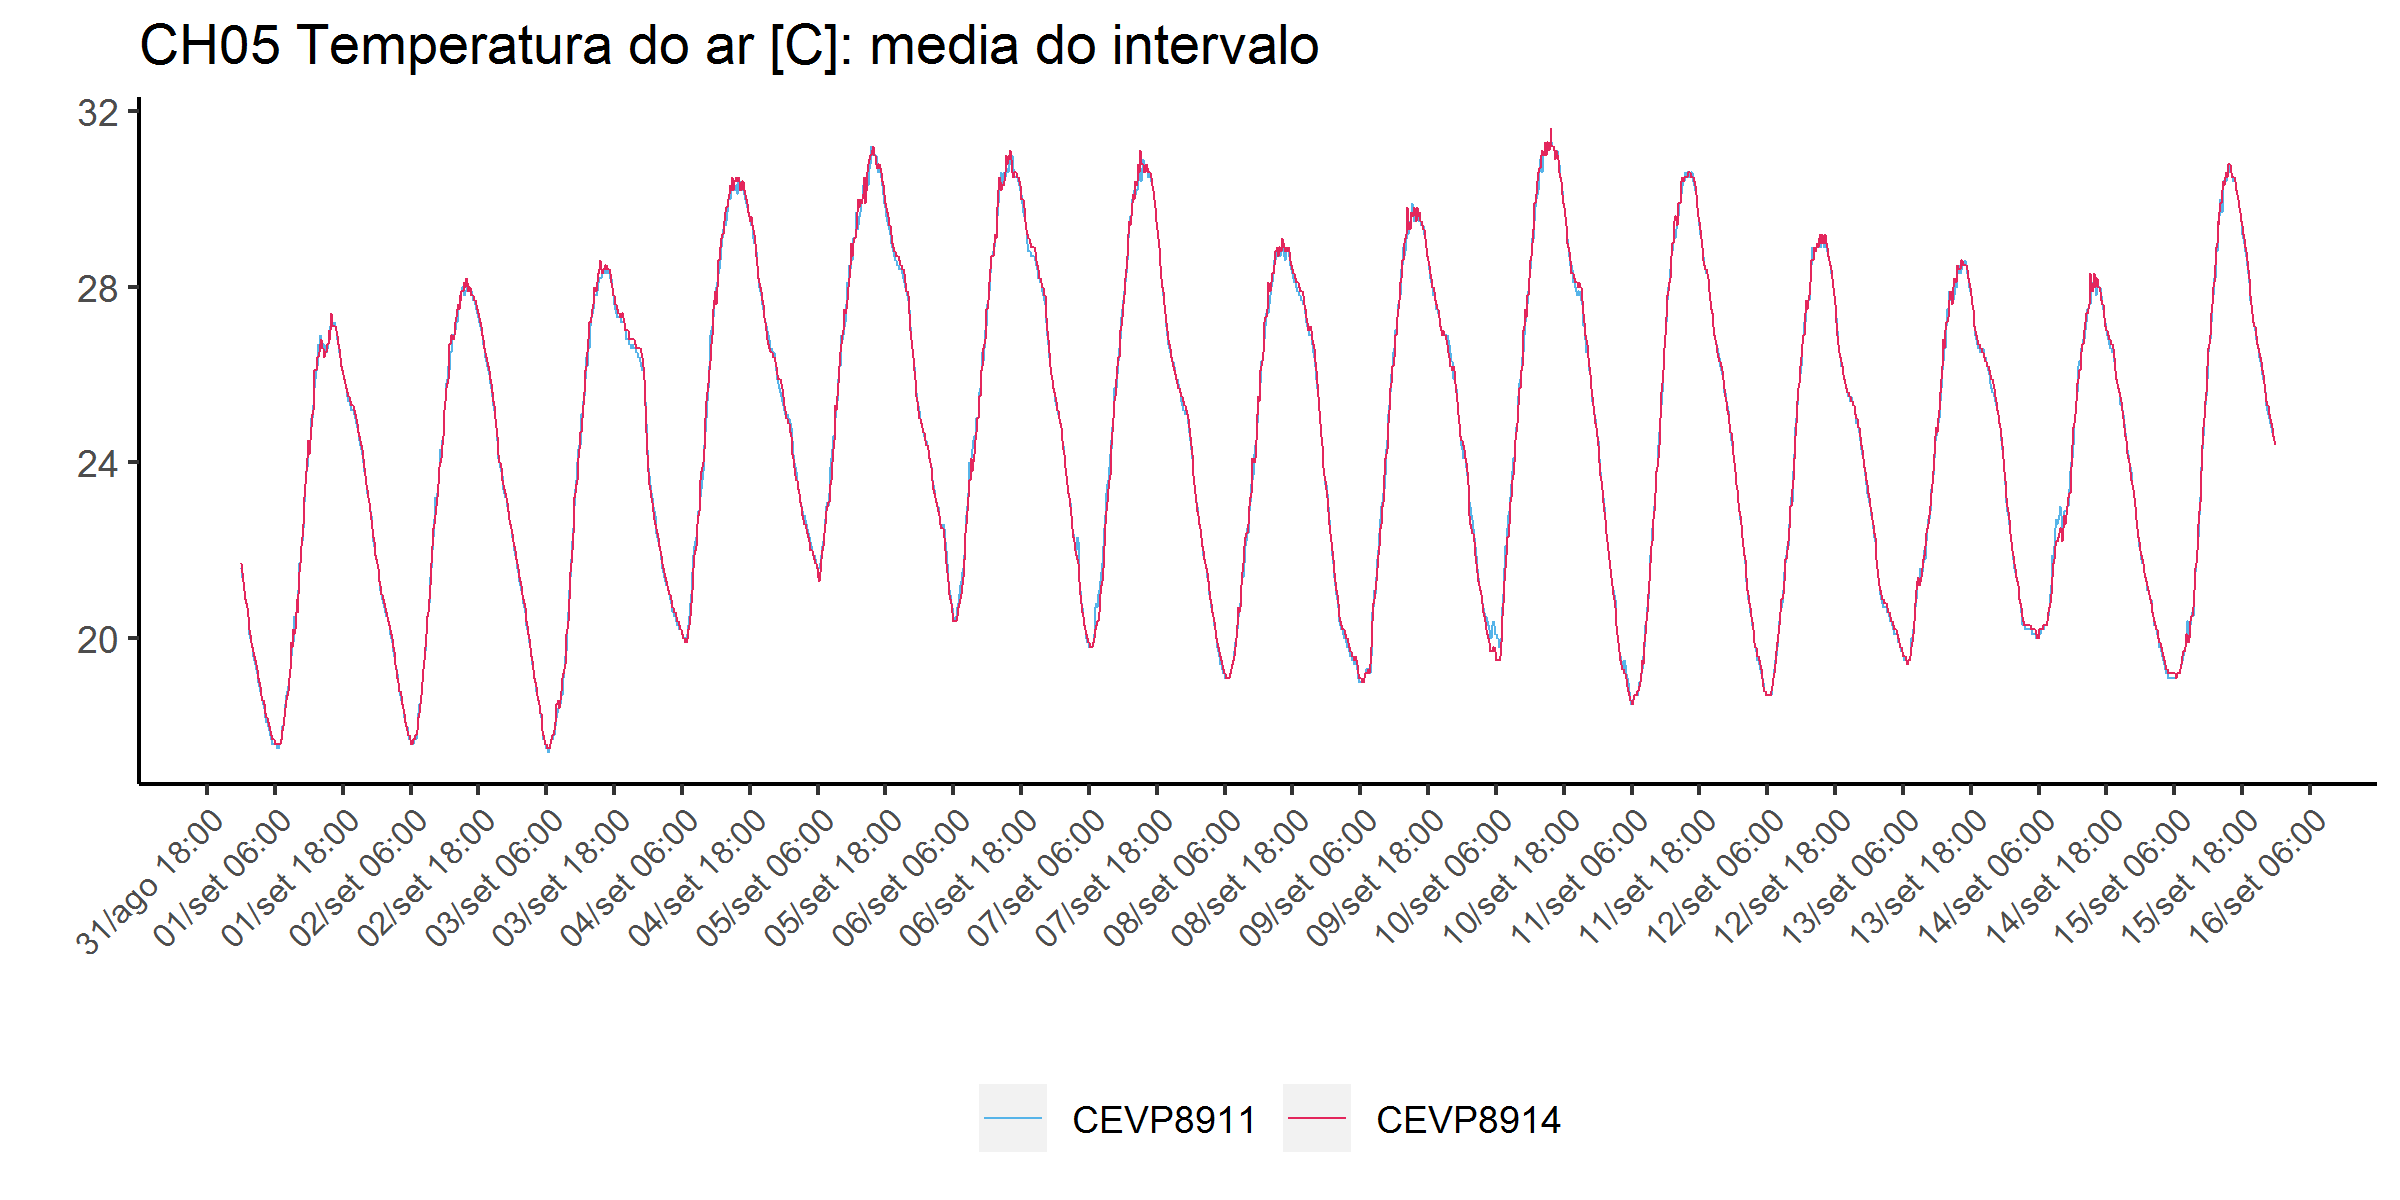 CH05 Temperatura do ar [C]: media do intervalo
32
28
24
20
31/ago 18:00
01/set 06:00
01/set 18:00
02/set 06:00
02/set 18:00
03/set 06:00
03/set 18:00
04/set 06:00
04/set 18:00
05/set 06:00
05/set 18:00
06/set 06:00
06/set 18:00
07/set 06:00
07/set 18:00
08/set 06:00
08/set 18:00
09/set 06:00
09/set 18:00
10/set 06:00
10/set 18:00
11/set 06:00
11/set 18:00
12/set 06:00
12/set 18:00
13/set 06:00
13/set 18:00
14/set 06:00
14/set 18:00
15/set 06:00
15/set 18:00
16/set 06:00
CEVP8911 CEVP8914